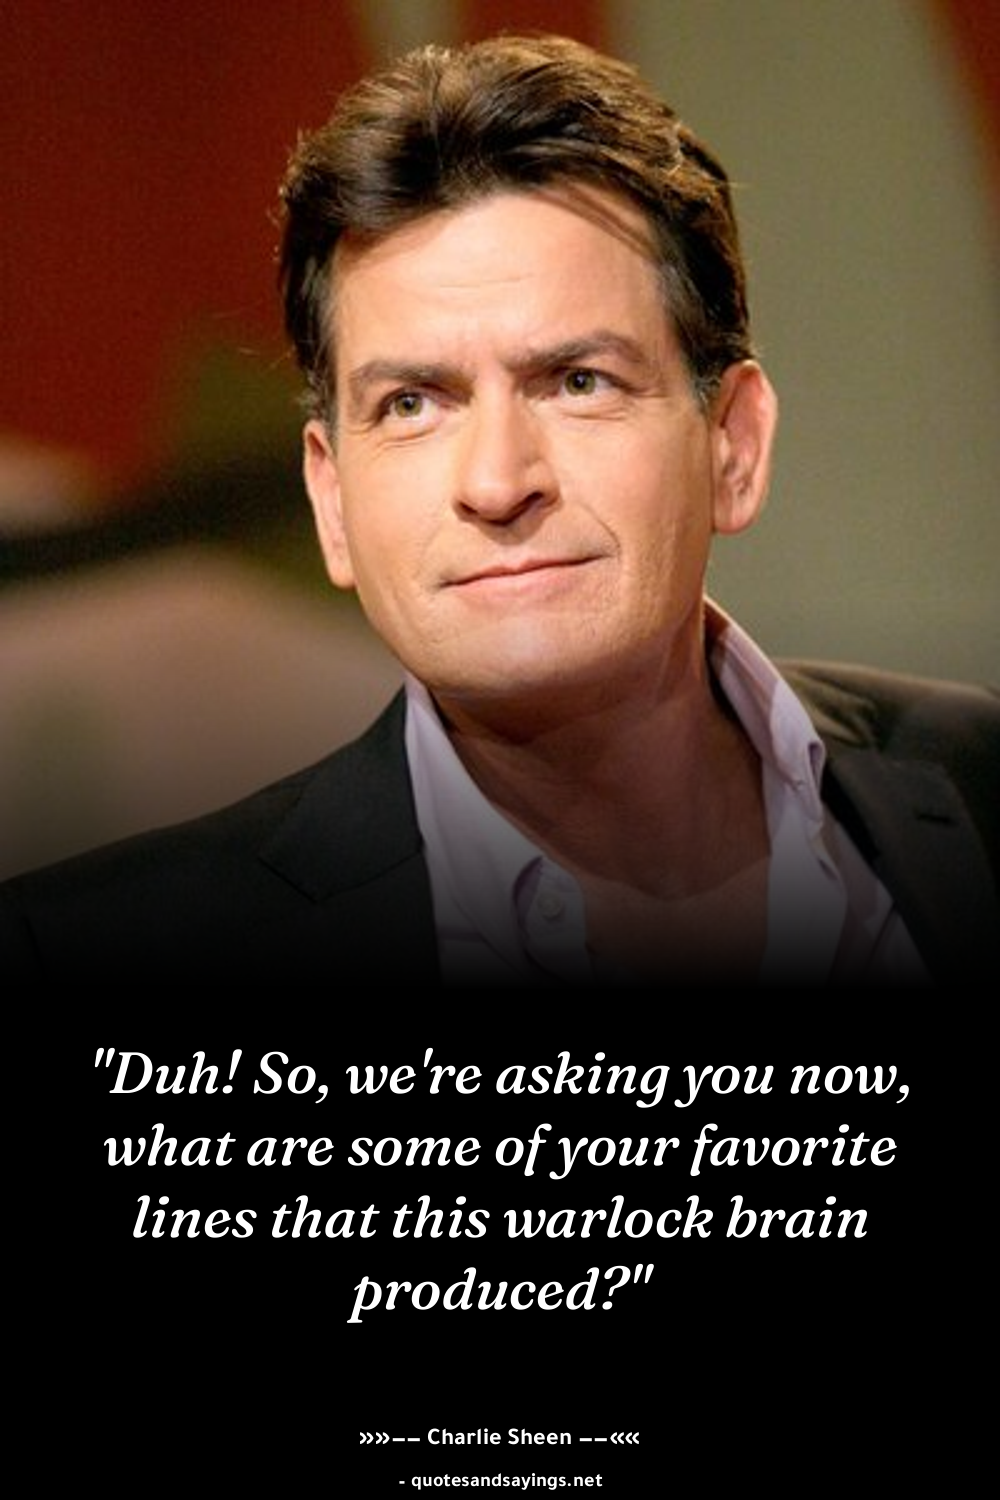 "Duh! So, we're asking you now,
what are some of your favorite
lines that this warlock brain
produced?"
»»–– Charlie Sheen ––««
- quotesandsayings.net